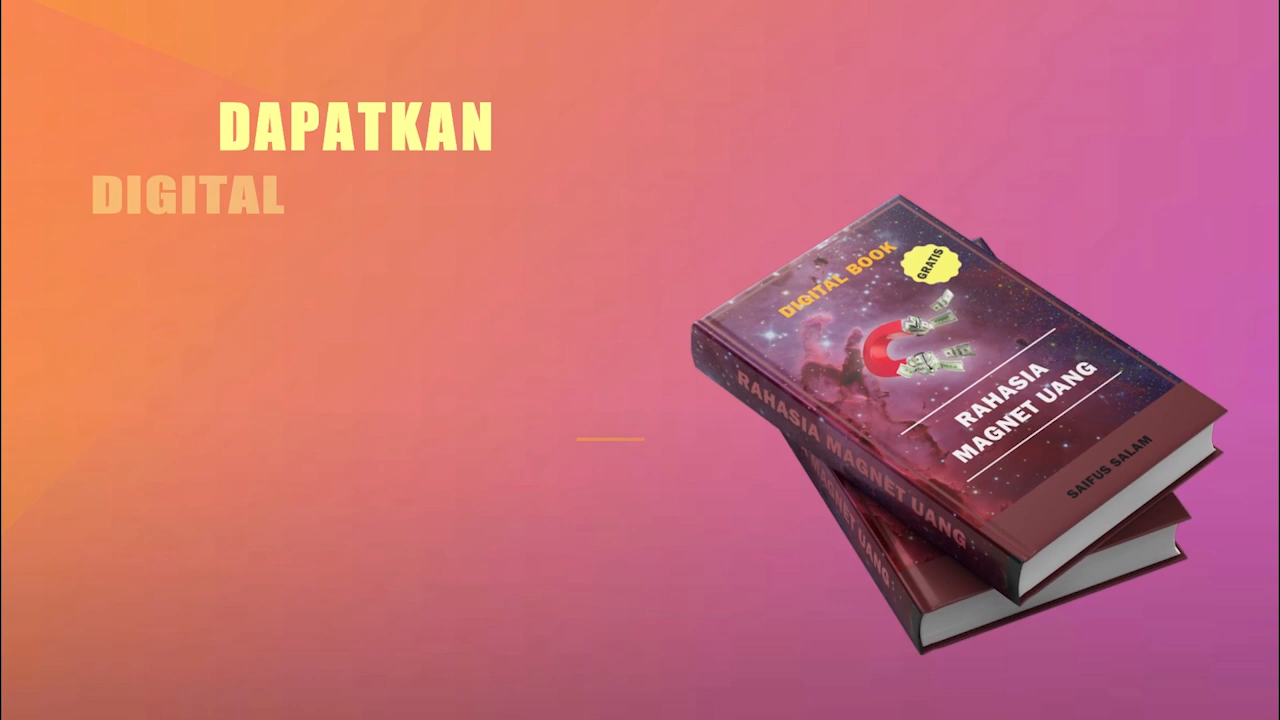 DAPATKAN
DIGITAL
DIGITAL BOOK
GRATIS
RAHASIA
MAGNET UANG
SAIFUS SALAM
RAHASIA MAGNET UANG
MAGNET UANG